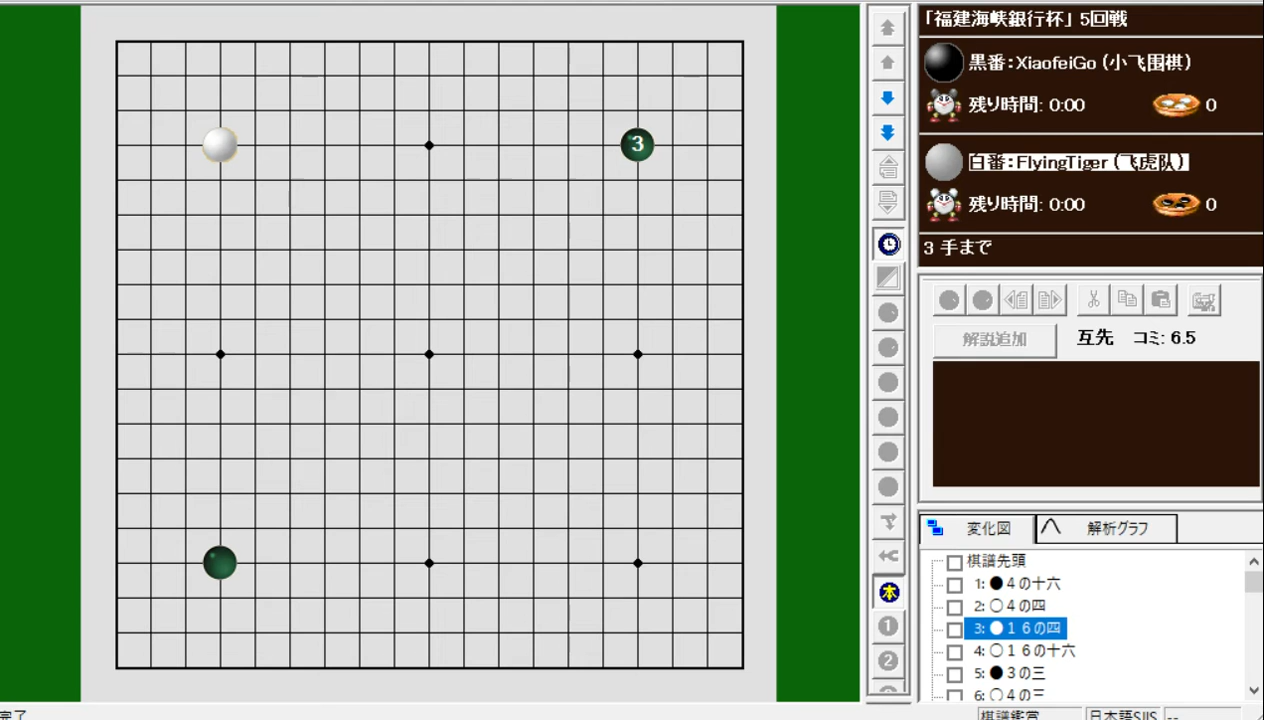 「福建海峡銀行杯」 5回戦
黒番：XiaofeiGo (小飞围棋)
残り時間: 0:00
0
白番：FlyingTiger (飞虎队)
残り時間: 0:00
0
3 手まで
3
解説追加
互先 コミ: 6.5
変化図
解析グラフ
棋譜先頭
1: ●４の十六
2: ○４の四
3: ●１６の四
4: ○１６の十六
5: ●３の三
6: ○４の三
本
1
2
完了
棋譜鑑賞
日本語SJIS
--